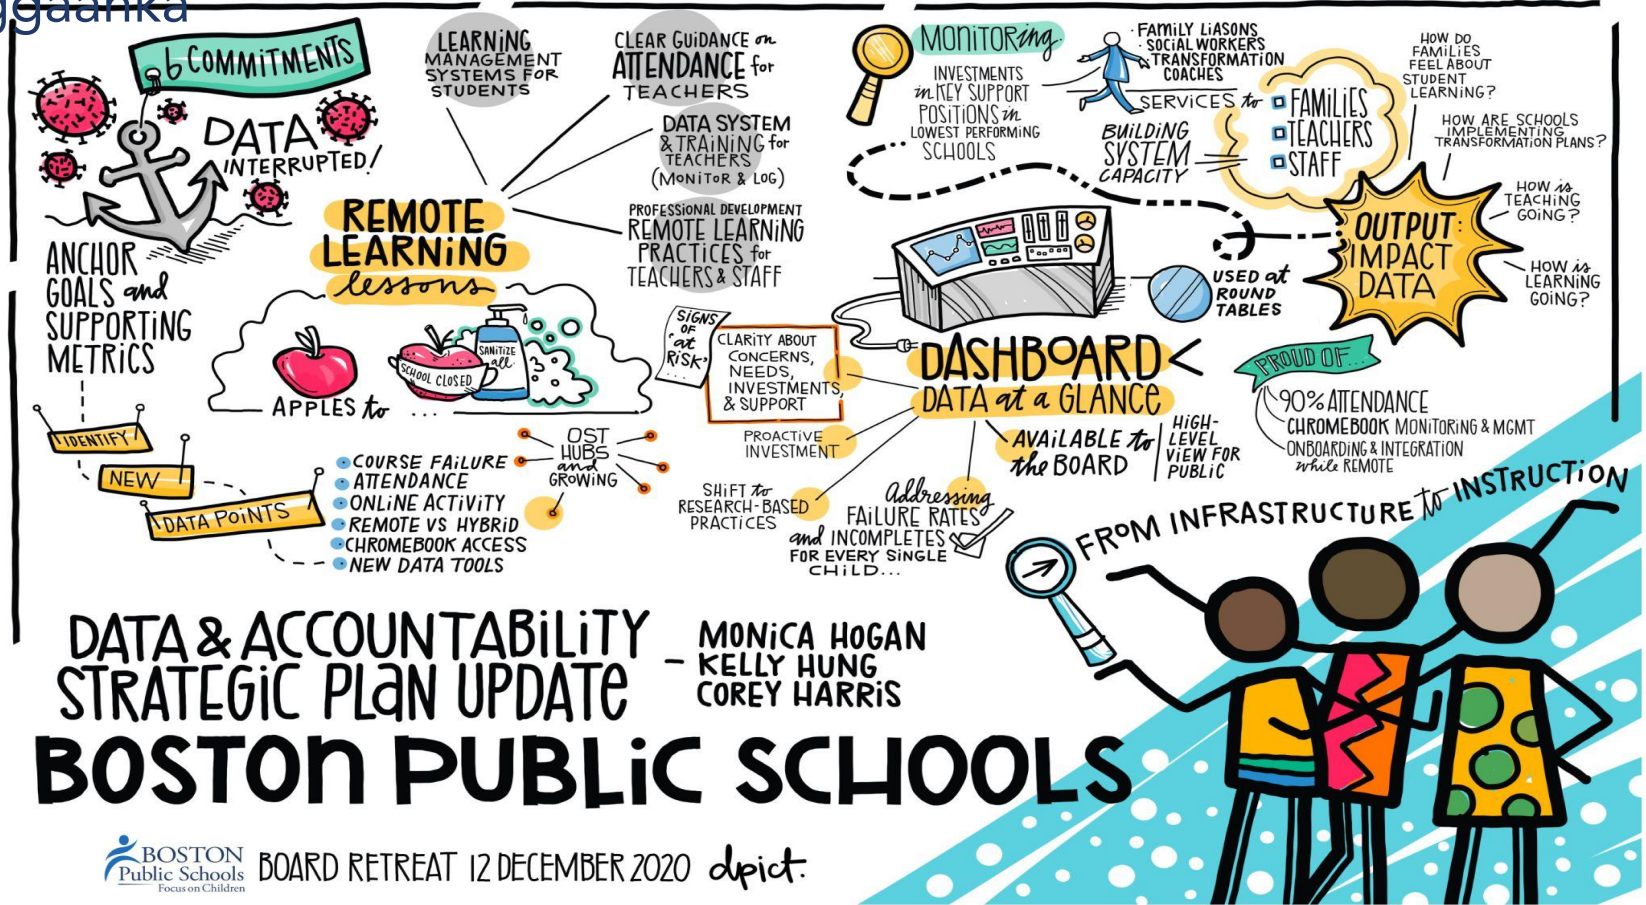 ggaanka
6 COMMITMENTS
DATA
INTERRUPTED!
ANCHOR
GOALS and
SUPPORTING
METRICS
IDENTIFY
NEW
DATA POINTS
COURSE FAILURE
ATTENDANCE
ONLINE ACTIVITY
REMOTE VS HYBRID
CHROMEBOOK ACCESS
NEW DATA TOOLS
REMOTE
LEARNING
lessons
LEARNING
MANAGEMENT
SYSTEMS FOR
STUDENTS
CLEAR GUIDANCE on
ATTENDANCE for
TEACHERS
DATA SYSTEM
& TRAINING for
TEACHERS
(MONITOR & LOG)
PROFESSIONAL DEVELOPMENT
REMOTE LEARNING
PRACTICES for
TEACHERS & STAFF
SCHOOL CLOSED
SANITIZE
all
APPLES to ...
OST
HUBS
and
GROWING
SIGNS
OF
'at
RISK'
...
CLARITY ABOUT
CONCERNS,
NEEDS,
INVESTMENTS,
& SUPPORT
PROACTIVE
INVESTMENT
SHIFT to
RESEARCH-BASED
PRACTICES
Addressing
FAILURE RATES
and INCOMPLETES
FOR EVERY SINGLE
CHILD...
DASHBOARD
DATA at a GLANCE
AVAILABLE to
the BOARD
HIGH-
LEVEL
VIEW FOR
PUBLIC
MONITORING
INVESTMENTS
in KEY SUPPORT
POSITIONS in
LOWEST PERFORMING
SCHOOLS
· FAMILY LIASONS
· SOCIAL WORKERS
· TRANSFORMATION
COACHES
SERVICES to
FAMILIES
TEACHERS
STAFF
BUILDING
SYSTEM
CAPACITY
USED at
ROUND
TABLES
OUTPUT:
IMPACT
DATA
HOW DO
FAMILIES
FEEL ABOUT
STUDENT
LEARNING?
HOW ARE SCHOOLS
IMPLEMENTING
TRANSFORMATION PLANS?
HOW is
TEACHING
GOING?
HOW is
LEARNING
GOING?
PROUD OF...
90% ATTENDANCE
CHROMEBOOK MONITORING & MGMT
ONBOARDING & INTEGRATION
while REMOTE
FROM INFRASTRUCTURE to INSTRUCTION
DATA & ACCOUNTABILITY
STRATEGIC PLAN UPDATE
- MONICA HOGAN
KELLY HUNG
COREY HARRIS
BOSTON PUBLIC SCHOOLS
BOSTON
Public Schools
Focus on Children
BOARD RETREAT 12 DECEMBER 2020 dpict.